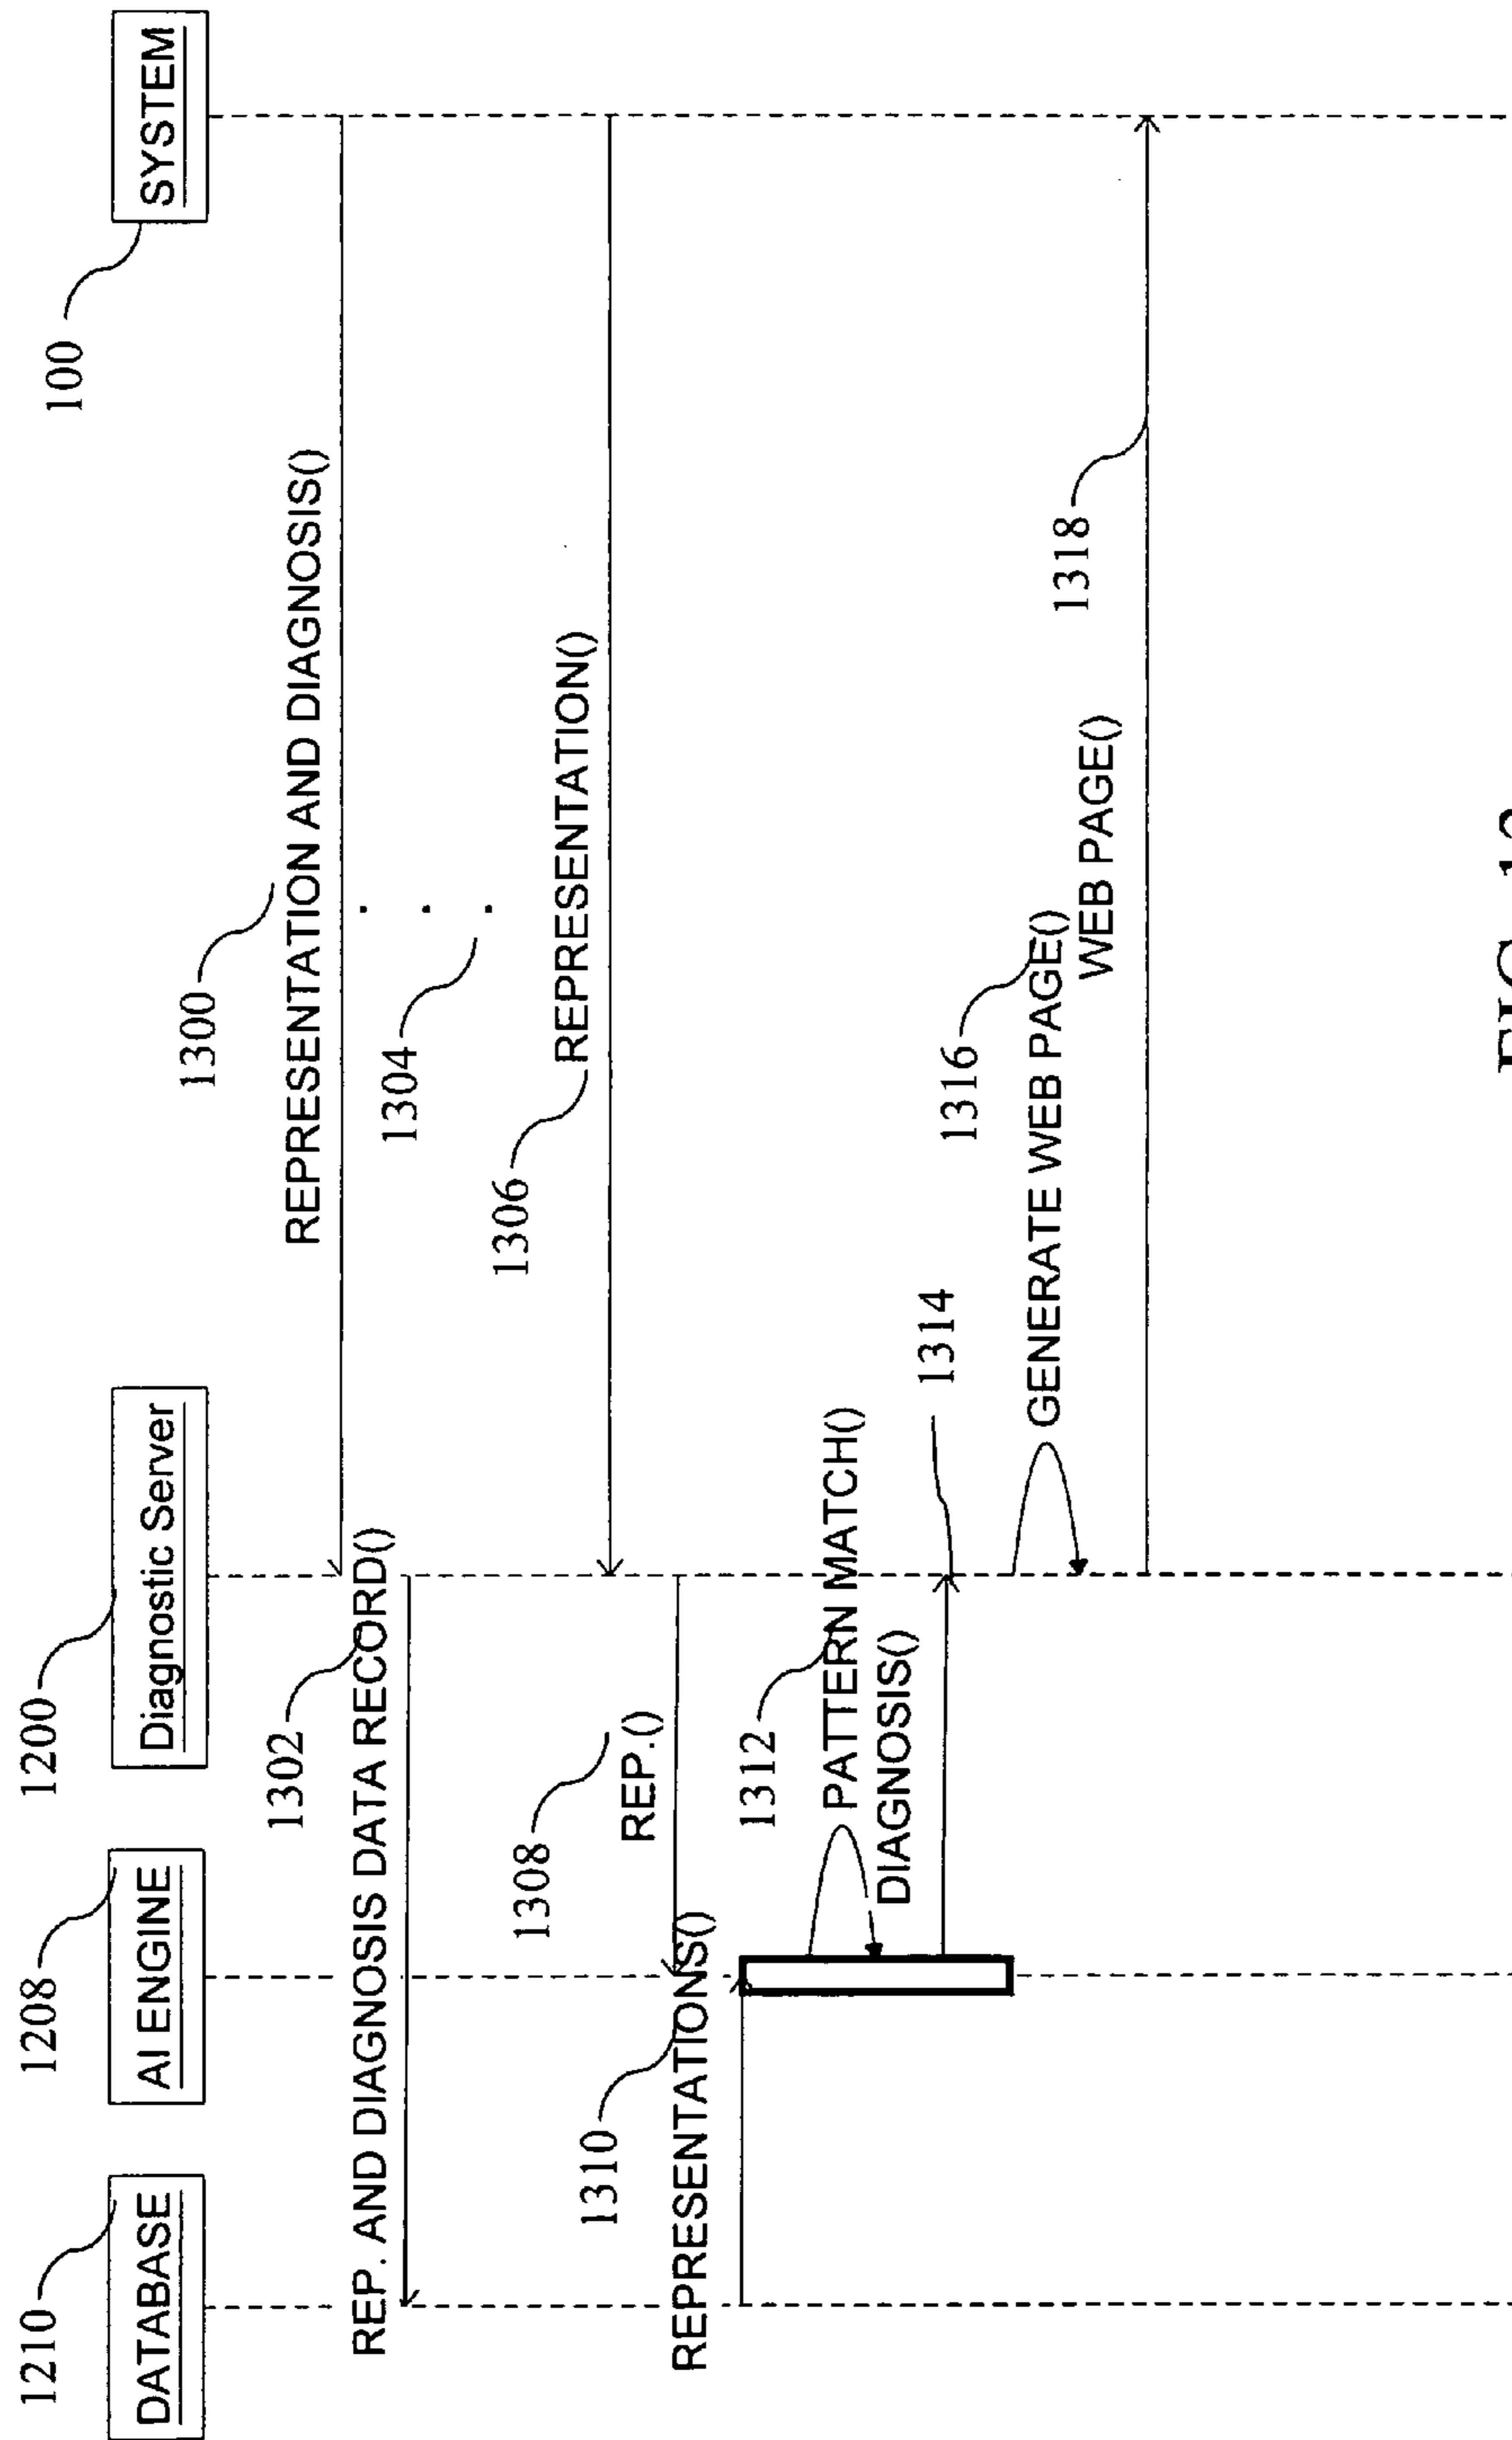 1210
1208
1200
100
DATABASE
AI ENGINE
Diagnostic Server
SYSTEM
1300
REPRESENTATION AND DIAGNOSIS()
1302
REP. AND DIAGNOSIS DATA RECORD()
1304
1306
REPRESENTATION()
1308
REP.()
1310
REPRESENTATIONS()
1312
PATTERN MATCH()
DIAGNOSIS()
1314
1316
GENERATE WEB PAGE()
WEB PAGE()
1318
FIG.